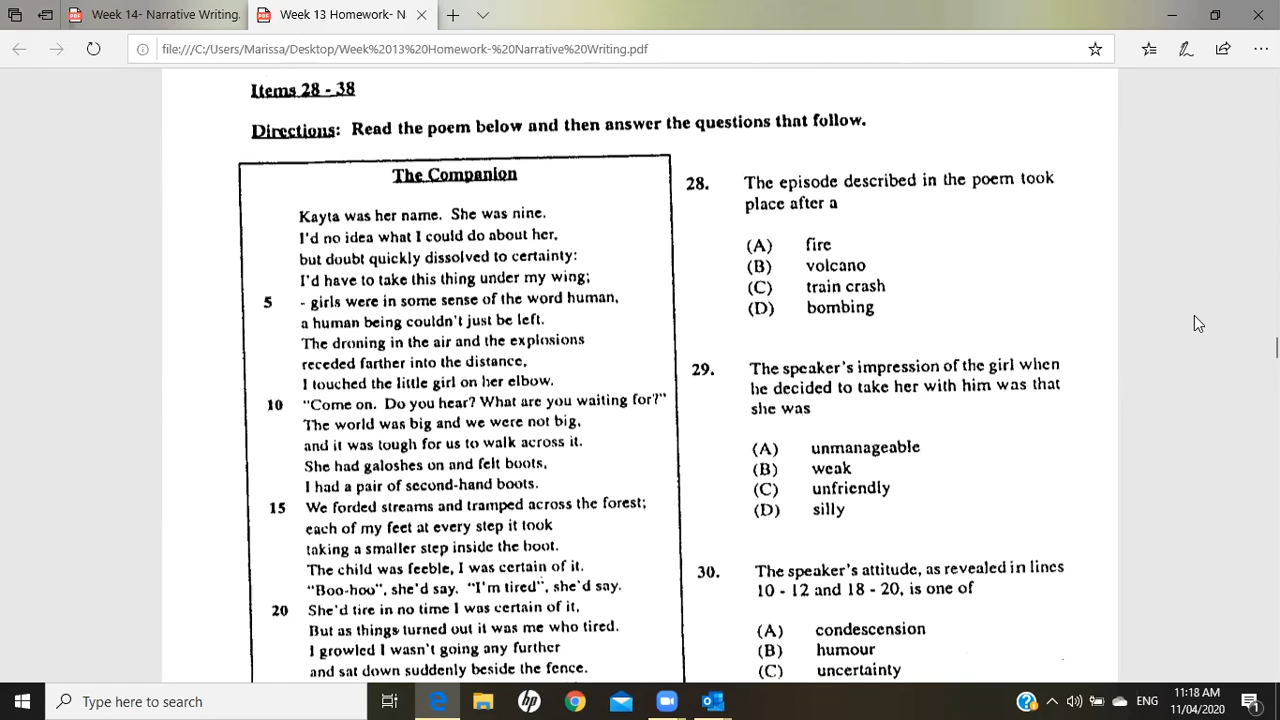 Week 14- Narrative Writing.
Week 13 Homework- N
file:///C:/Users/Marissa/Desktop/Week%2013%20Homework-%20Narrative%20Writing.pdf
Items 28 - 38
Directions: Read the poem below and then answer the questions that follow.
The Companion
Kayta was her name. She was nine.
I'd no idea what I could do about her,
but doubt quickly dissolved to certainty:
I'd have to take this thing under my wing;
5 - girls were in some sense of the word human,
a human being couldn't just be left.
The droning in the air and the explosions
receded farther into the distance,
I touched the little girl on her elbow.
10 "Come on. Do you hear? What are you waiting for?"
The world was big and we were not big,
and it was tough for us to walk across it.
She had galoshes on and felt boots,
I had a pair of second-hand boots.
15 We forded streams and tramped across the forest;
each of my feet at every step it took
taking a smaller step inside the boot.
The child was feeble, I was certain of it.
"Boo-hoo", she'd say. "I'm tired", she'd say.
20 She'd tire in no time I was certain of it,
But as things turned out it was me who tired.
I growled I wasn't going any further
and sat down suddenly beside the fence.
28. The episode described in the poem took
place after a
(A) fire
(B) volcano
(C) train crash
(D) bombing
29. The speaker's impression of the girl when
he decided to take her with him was that
she was
(A) unmanageable
(B) weak
(C) unfriendly
(D) silly
30. The speaker's attitude, as revealed in lines
10 - 12 and 18 - 20, is one of
(A) condescension
(B) humour
(C) uncertainty
Type here to search
hp
ENG
11:18 AM
11/04/2020
1